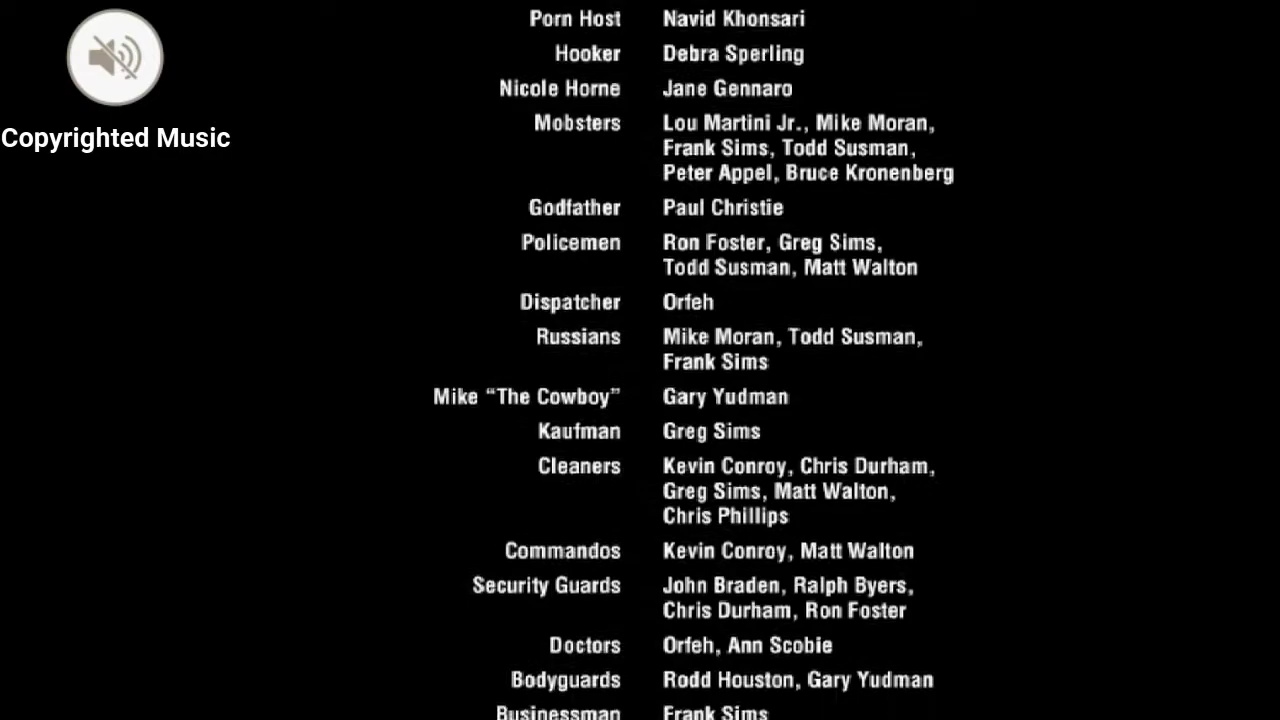 Porn Host Navid Khonsari
Hooker Debra Sperling
Nicole Horne Jane Gennaro
Copyrighted Music
Mobsters Lou Martini Jr., Mike Moran,
Frank Sims, Todd Susman,
Peter Appel, Bruce Kronenberg
Godfather Paul Christie
Policemen Ron Foster, Greg Sims,
Todd Susman, Matt Walton
Dispatcher Orfeh
Russians Mike Moran, Todd Susman,
Frank Sims
Mike “The Cowboy” Gary Yudman
Kaufman Greg Sims
Cleaners Kevin Conroy, Chris Durham,
Greg Sims, Matt Walton,
Chris Phillips
Commandos Kevin Conroy, Matt Walton
Security Guards John Braden, Ralph Byers,
Chris Durham, Ron Foster
Doctors Orfeh, Ann Scobie
Bodyguards Rodd Houston, Gary Yudman
Businessman Frank Sims